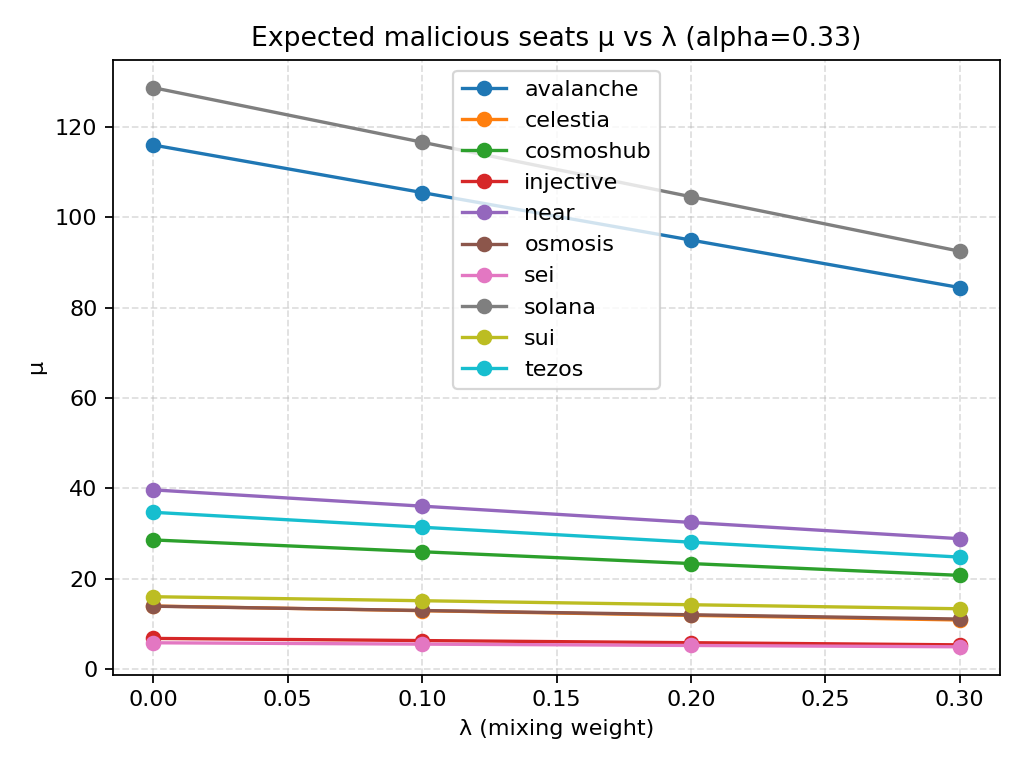 Expected malicious seats μ vs λ (alpha=0.33)
avalanche
celestia
cosmoshub
injective
near
osmosis
sei
solana
sui
tezos
120
100
80
60
40
20
0
μ
0.00 0.05 0.10 0.15 0.20 0.25 0.30
λ (mixing weight)